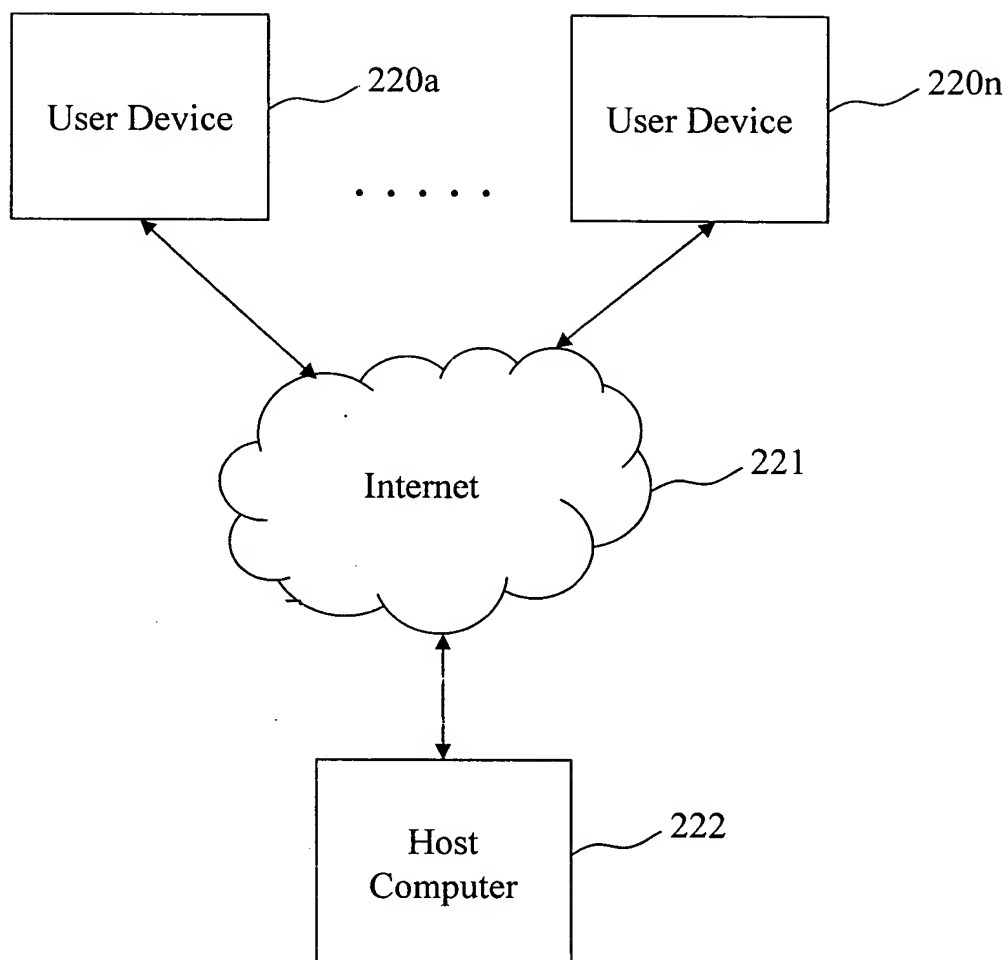 220a
220n
User Device
User Device
Internet
221
Host
Computer
222